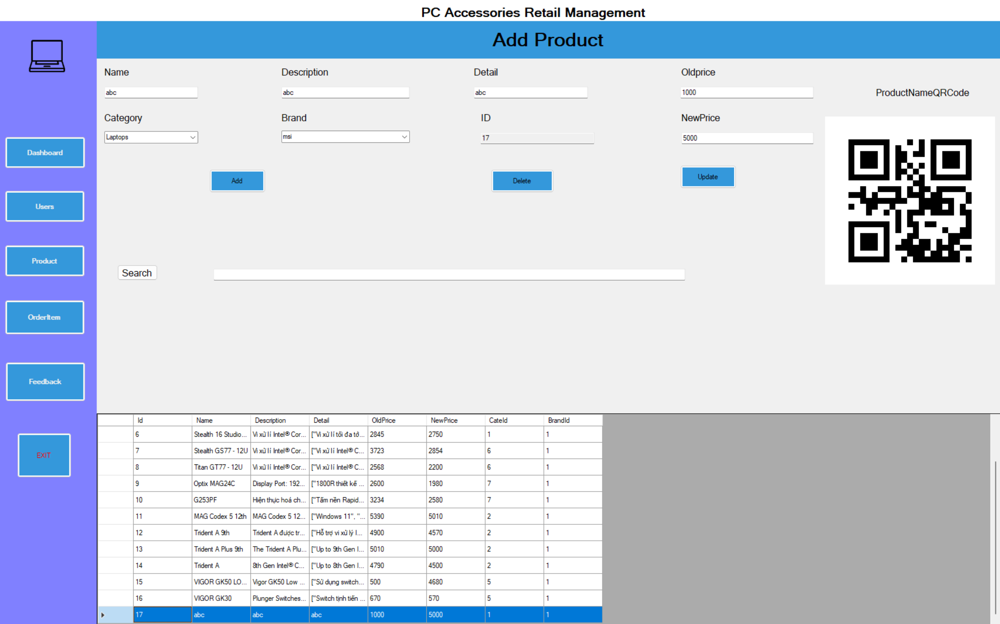 PC Accessories Retail Management
Add Product
Name Description Detail Oldprice
abc abc abc 1000 ProductNameQRCode
Category Brand ID NewPrice
Laptops msi 17 5000
Dashboard
Add Delete Update
Users
Product
Search
OrderItem
Feedback
EXIT
Id Name Description Detail OldPrice NewPrice CateId BrandId
6 Stealth 16 Studio... Vi xử lí Intel® Cor... ["Vi xử lí tối đa tớ... 2845 2750 1 1
7 Stealth GS77 - 12U Vi xử lí Intel® Cor... ["Vi xử lí Intel® C... 3723 2854 6 1
8 Titan GT77 - 12U Vi xử lí Intel® Cor... ["Vi xử lí Intel® C... 2568 2200 6 1
9 Optix MAG24C Display Port: 192... ["1800R thiết kế ... 2600 1980 7 1
10 G253PF Hiện thực hoá ch... ["Tấm nền Rapid... 3234 2580 7 1
11 MAG Codex 5 12th MAG Codex 5 12... ["Windows 11", "... 5390 5010 2 1
12 Trident A 9th Trident A được tr... ["Hỗ trợ vi xử lý I... 4900 4570 2 1
13 Trident A Plus 9th The Trident A Plu... ["Up to 9th Gen I... 5010 5000 2 1
14 Trident A 8th Gen Intel® C... ["Up to 8th Gen I... 4790 4500 2 1
15 VIGOR GK50 LO... Vigor GK50 Low ... ["Sử dụng switch... 500 4680 5 1
16 VIGOR GK30 Plunger Switches... ["Switch tịnh tiến ... 670 570 5 1
17 abc abc abc 1000 5000 1 1